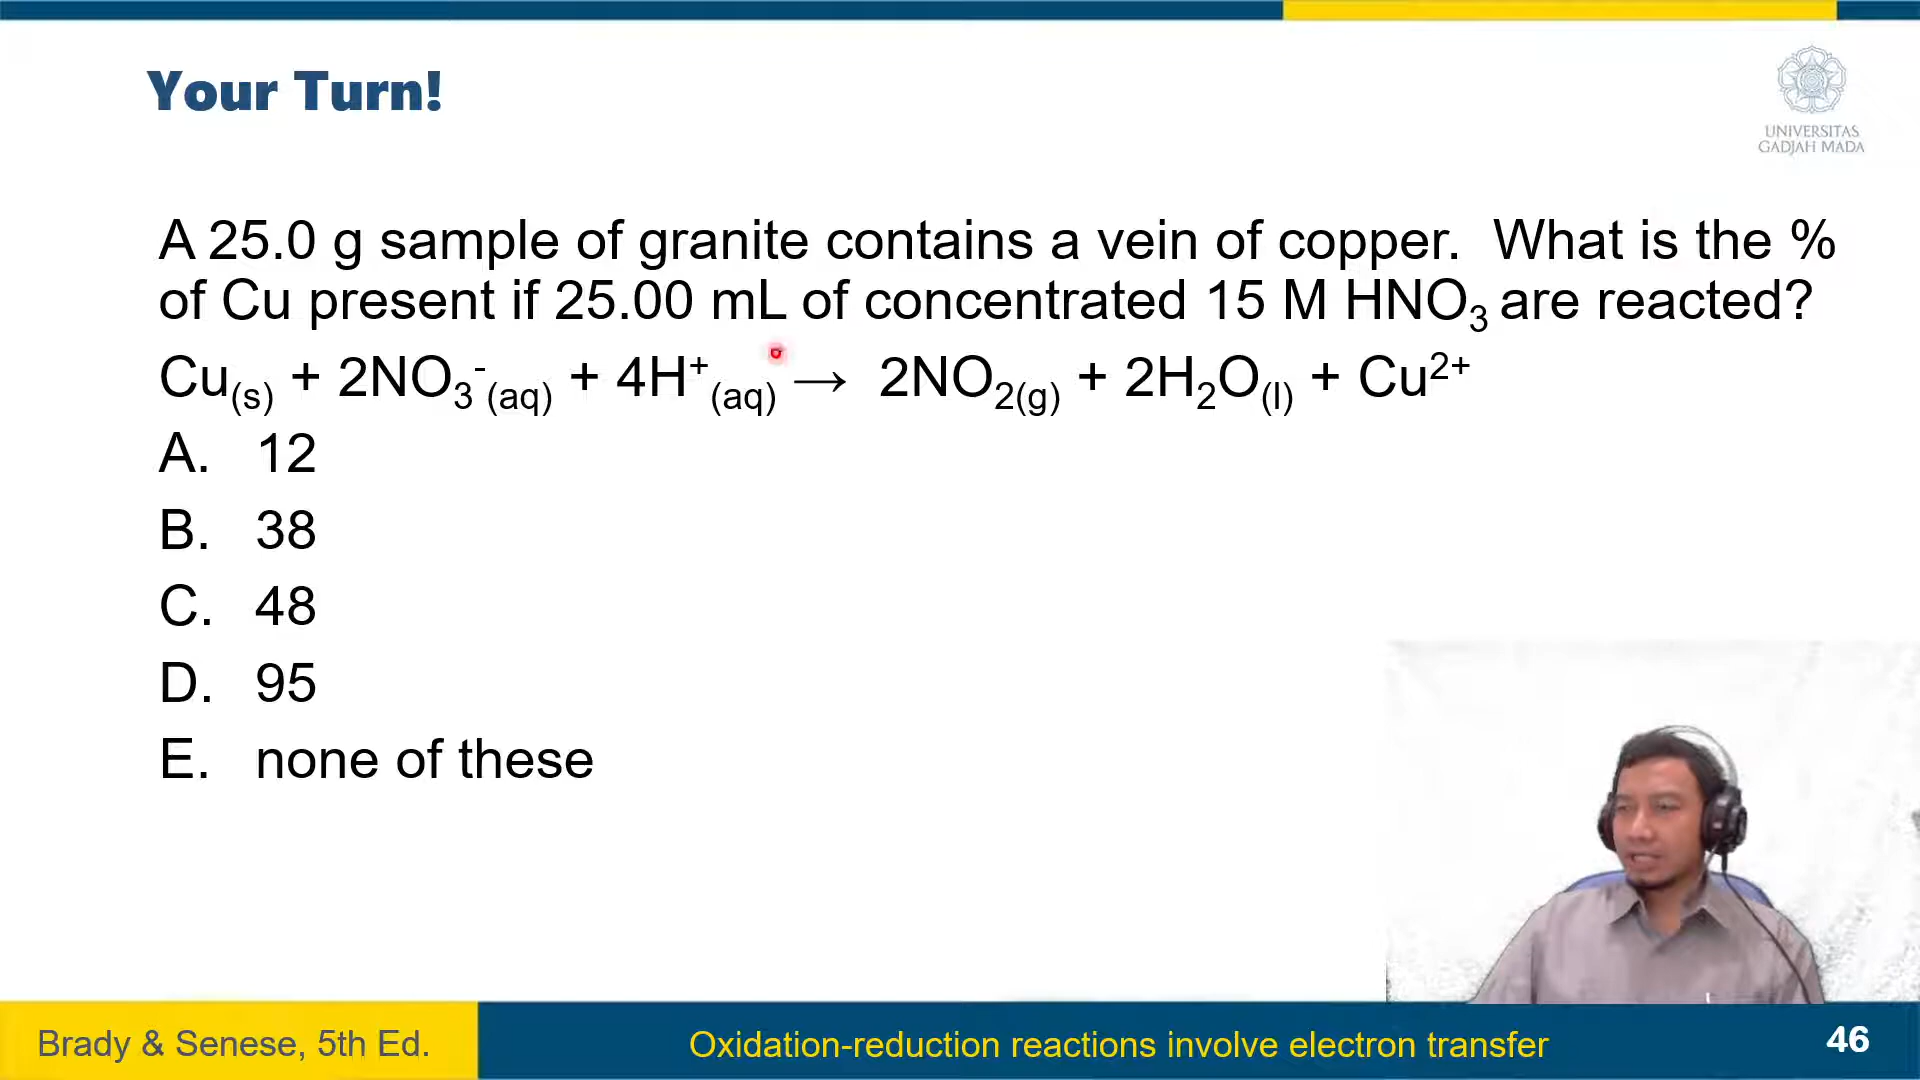 Your Turn!
UNIVERSITAS
GADJAH MADA
A 25.0 g sample of granite contains a vein of copper.  What is the %
of Cu present if 25.00 mL of concentrated 15 M HNO₃ are reacted?
Cu₍ₛ₎ + 2NO₃⁻(aq) + 4H⁺(aq) → 2NO₂(g) + 2H₂O(l) + Cu²⁺
A. 12
B. 38
C. 48
D. 95
E. none of these
Brady & Senese, 5th Ed.
Oxidation-reduction reactions involve electron transfer
46